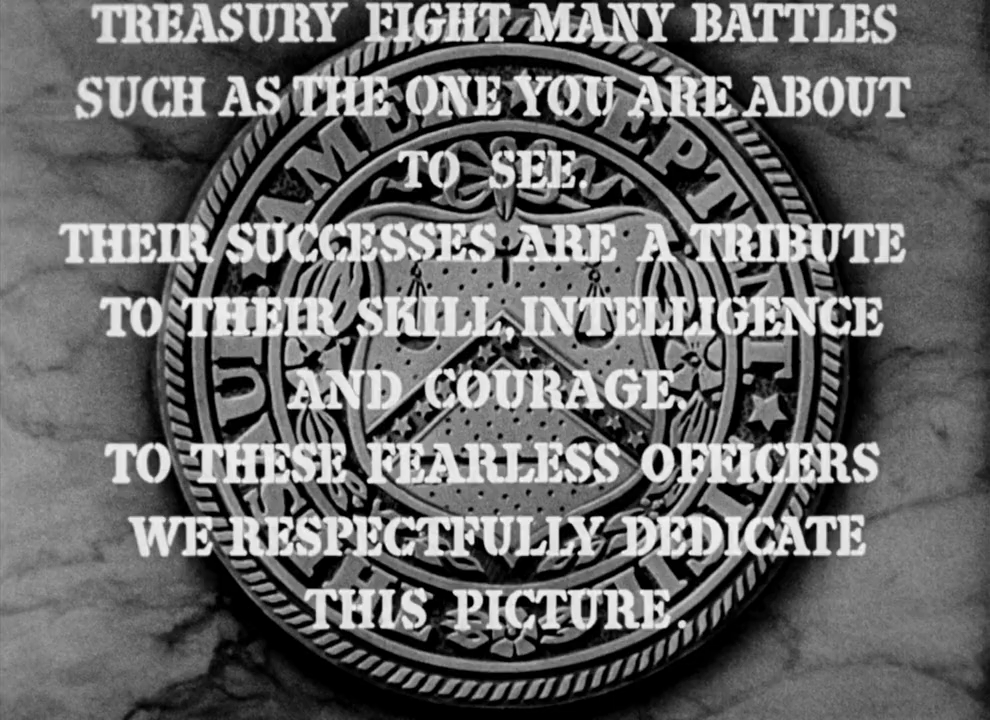 TREASURY FIGHT MANY BATTLES
SUCH AS THE ONE YOU ARE ABOUT
TO SEE.
THEIR SUCCESSES ARE A TRIBUTE
TO THEIR SKILL, INTELLIGENCE
AND COURAGE.
TO THESE FEARLESS OFFICERS
WE RESPECTFULLY DEDICATE
THIS PICTURE.